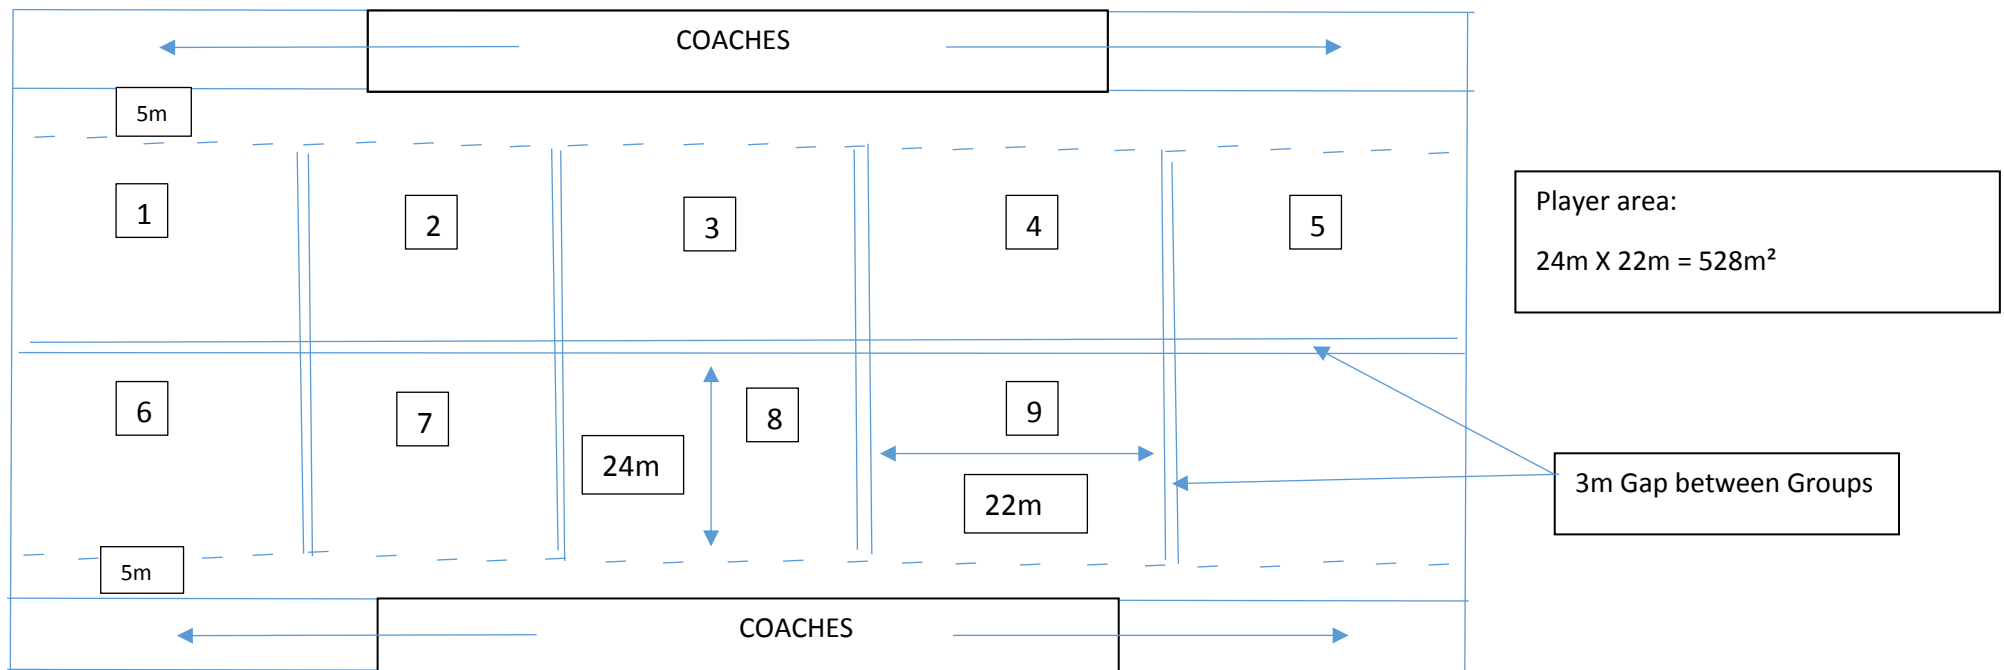 COACHES
5m
1
2
3
4
5
Player area:
24m X 22m = 528m²
6
7
8
9
24m
22m
3m Gap between Groups
5m
COACHES